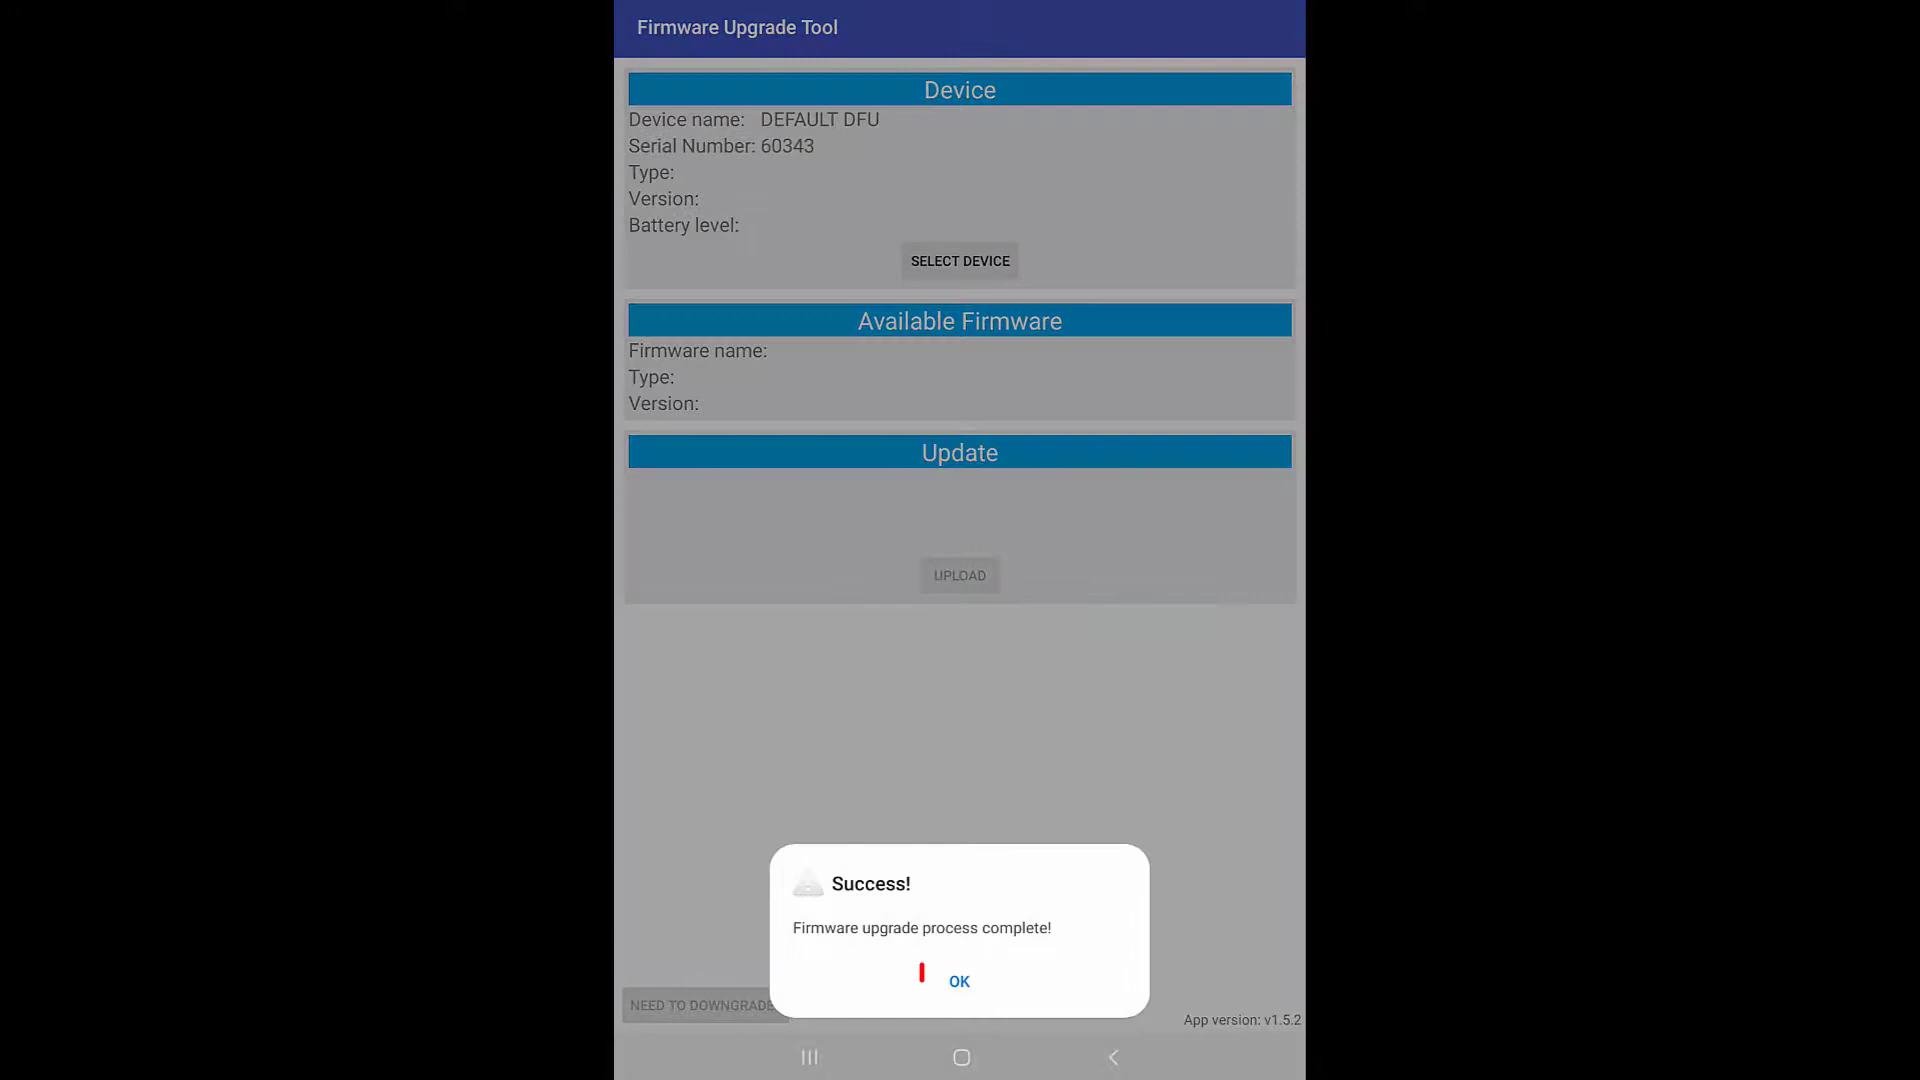 Firmware Upgrade Tool
Device
Device name: DEFAULT DFU
Serial Number: 60343
Type:
Version:
Battery level:
SELECT DEVICE
Available Firmware
Firmware name:
Type:
Version:
Update
UPLOAD
Success!
Firmware upgrade process complete!
OK
NEED TO DOWNGRADE
App version: v1.5.2